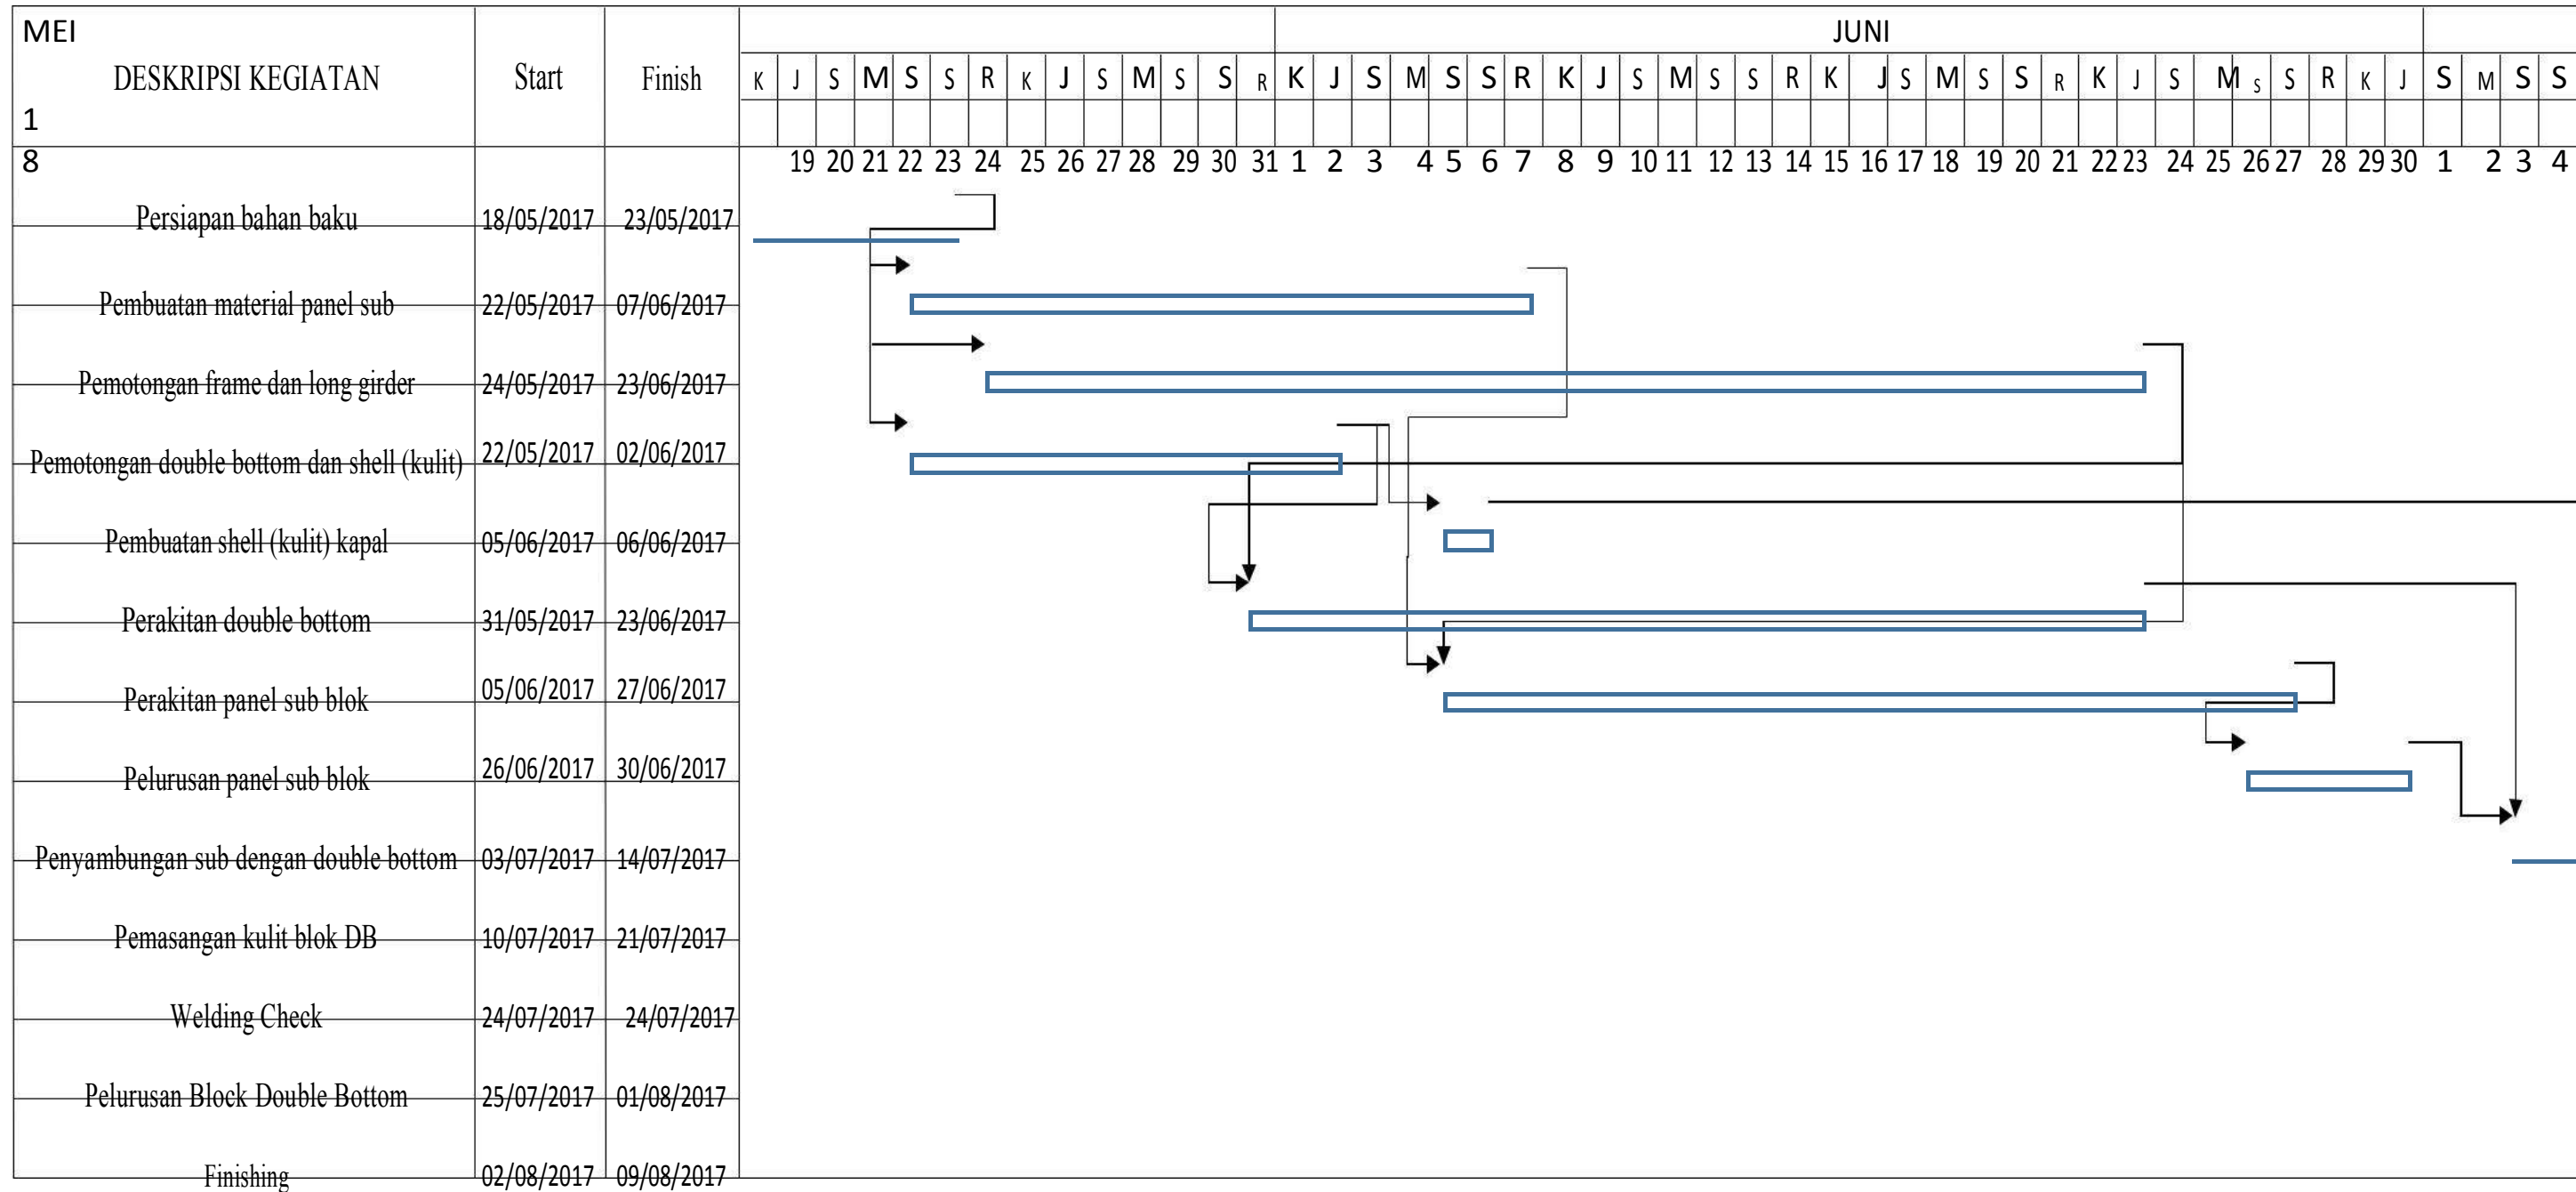 MEI
JUNI
DESKRIPSI KEGIATAN Start Finish K J S M S S R K J S M S S R K J S M S S R K J S M S S R K J S M S S R K J S M S S R K J S M S S
1
8 19 20 21 22 23 24 25 26 27 28 29 30 31 1 2 3 4 5 6 7 8 9 10 11 12 13 14 15 16 17 18 19 20 21 22 23 24 25 26 27 28 29 30 1 2 3 4
Persiapan bahan baku 18/05/2017 23/05/2017
Pembuatan material panel sub 22/05/2017 07/06/2017
Pemotongan frame dan long girder 24/05/2017 23/06/2017
Pemotongan double bottom dan shell (kulit) 22/05/2017 02/06/2017
Pembuatan shell (kulit) kapal 05/06/2017 06/06/2017
Perakitan double bottom 31/05/2017 23/06/2017
Perakitan panel sub blok 05/06/2017 27/06/2017
Pelurusan panel sub blok 26/06/2017 30/06/2017
Penyambungan sub dengan double bottom 03/07/2017 14/07/2017
Pemasangan kulit blok DB 10/07/2017 21/07/2017
Welding Check 24/07/2017 24/07/2017
Pelurusan Block Double Bottom 25/07/2017 01/08/2017
Finishing 02/08/2017 09/08/2017